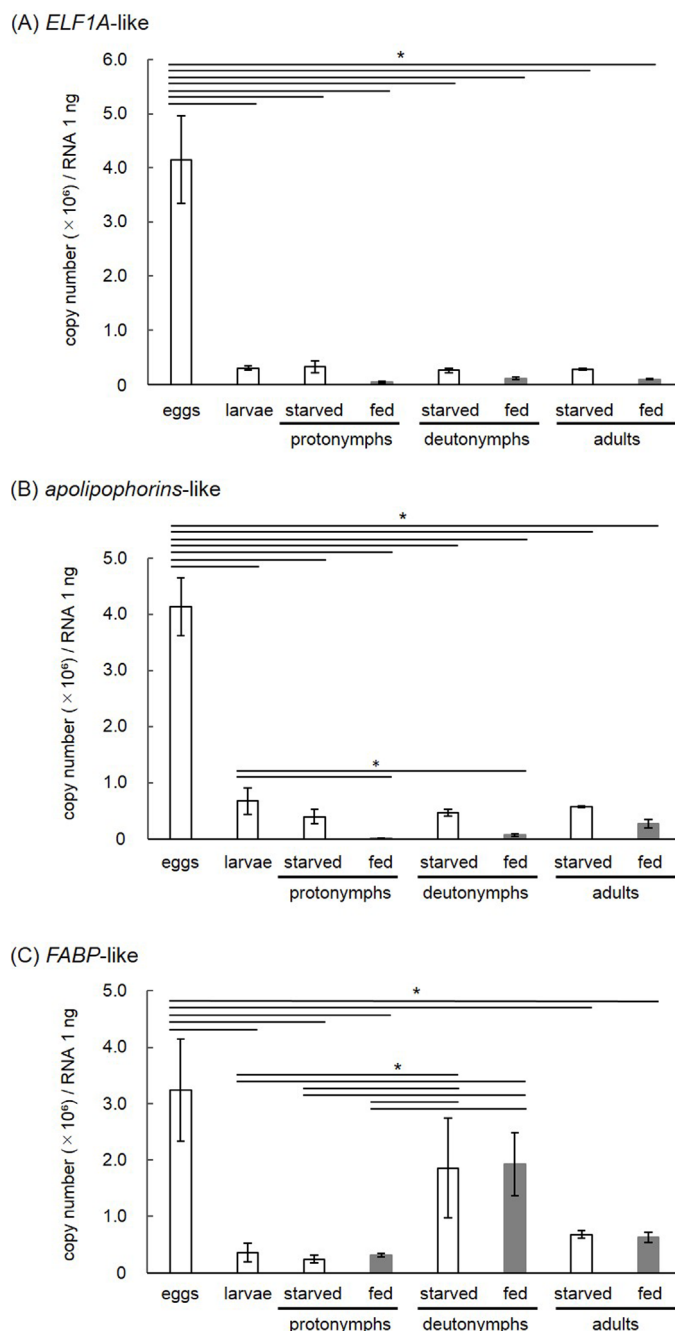 (A) ELF1A-like
*
6.0
5.0
4.0
3.0
2.0
1.0
0
copy number (×10⁶) / RNA 1 ng
eggs larvae starved fed starved fed starved fed
protonymphs deutonymphs adults
(B) apolipophorins-like
*
5.0
4.0
3.0
2.0
1.0
0
*
copy number (×10⁶) / RNA 1 ng
eggs larvae starved fed starved fed starved fed
protonymphs deutonymphs adults
(C) FABP-like
*
5.0
4.0
3.0
2.0
1.0
0
*
copy number (×10⁶) / RNA 1 ng
eggs larvae starved fed starved fed starved fed
protonymphs deutonymphs adults